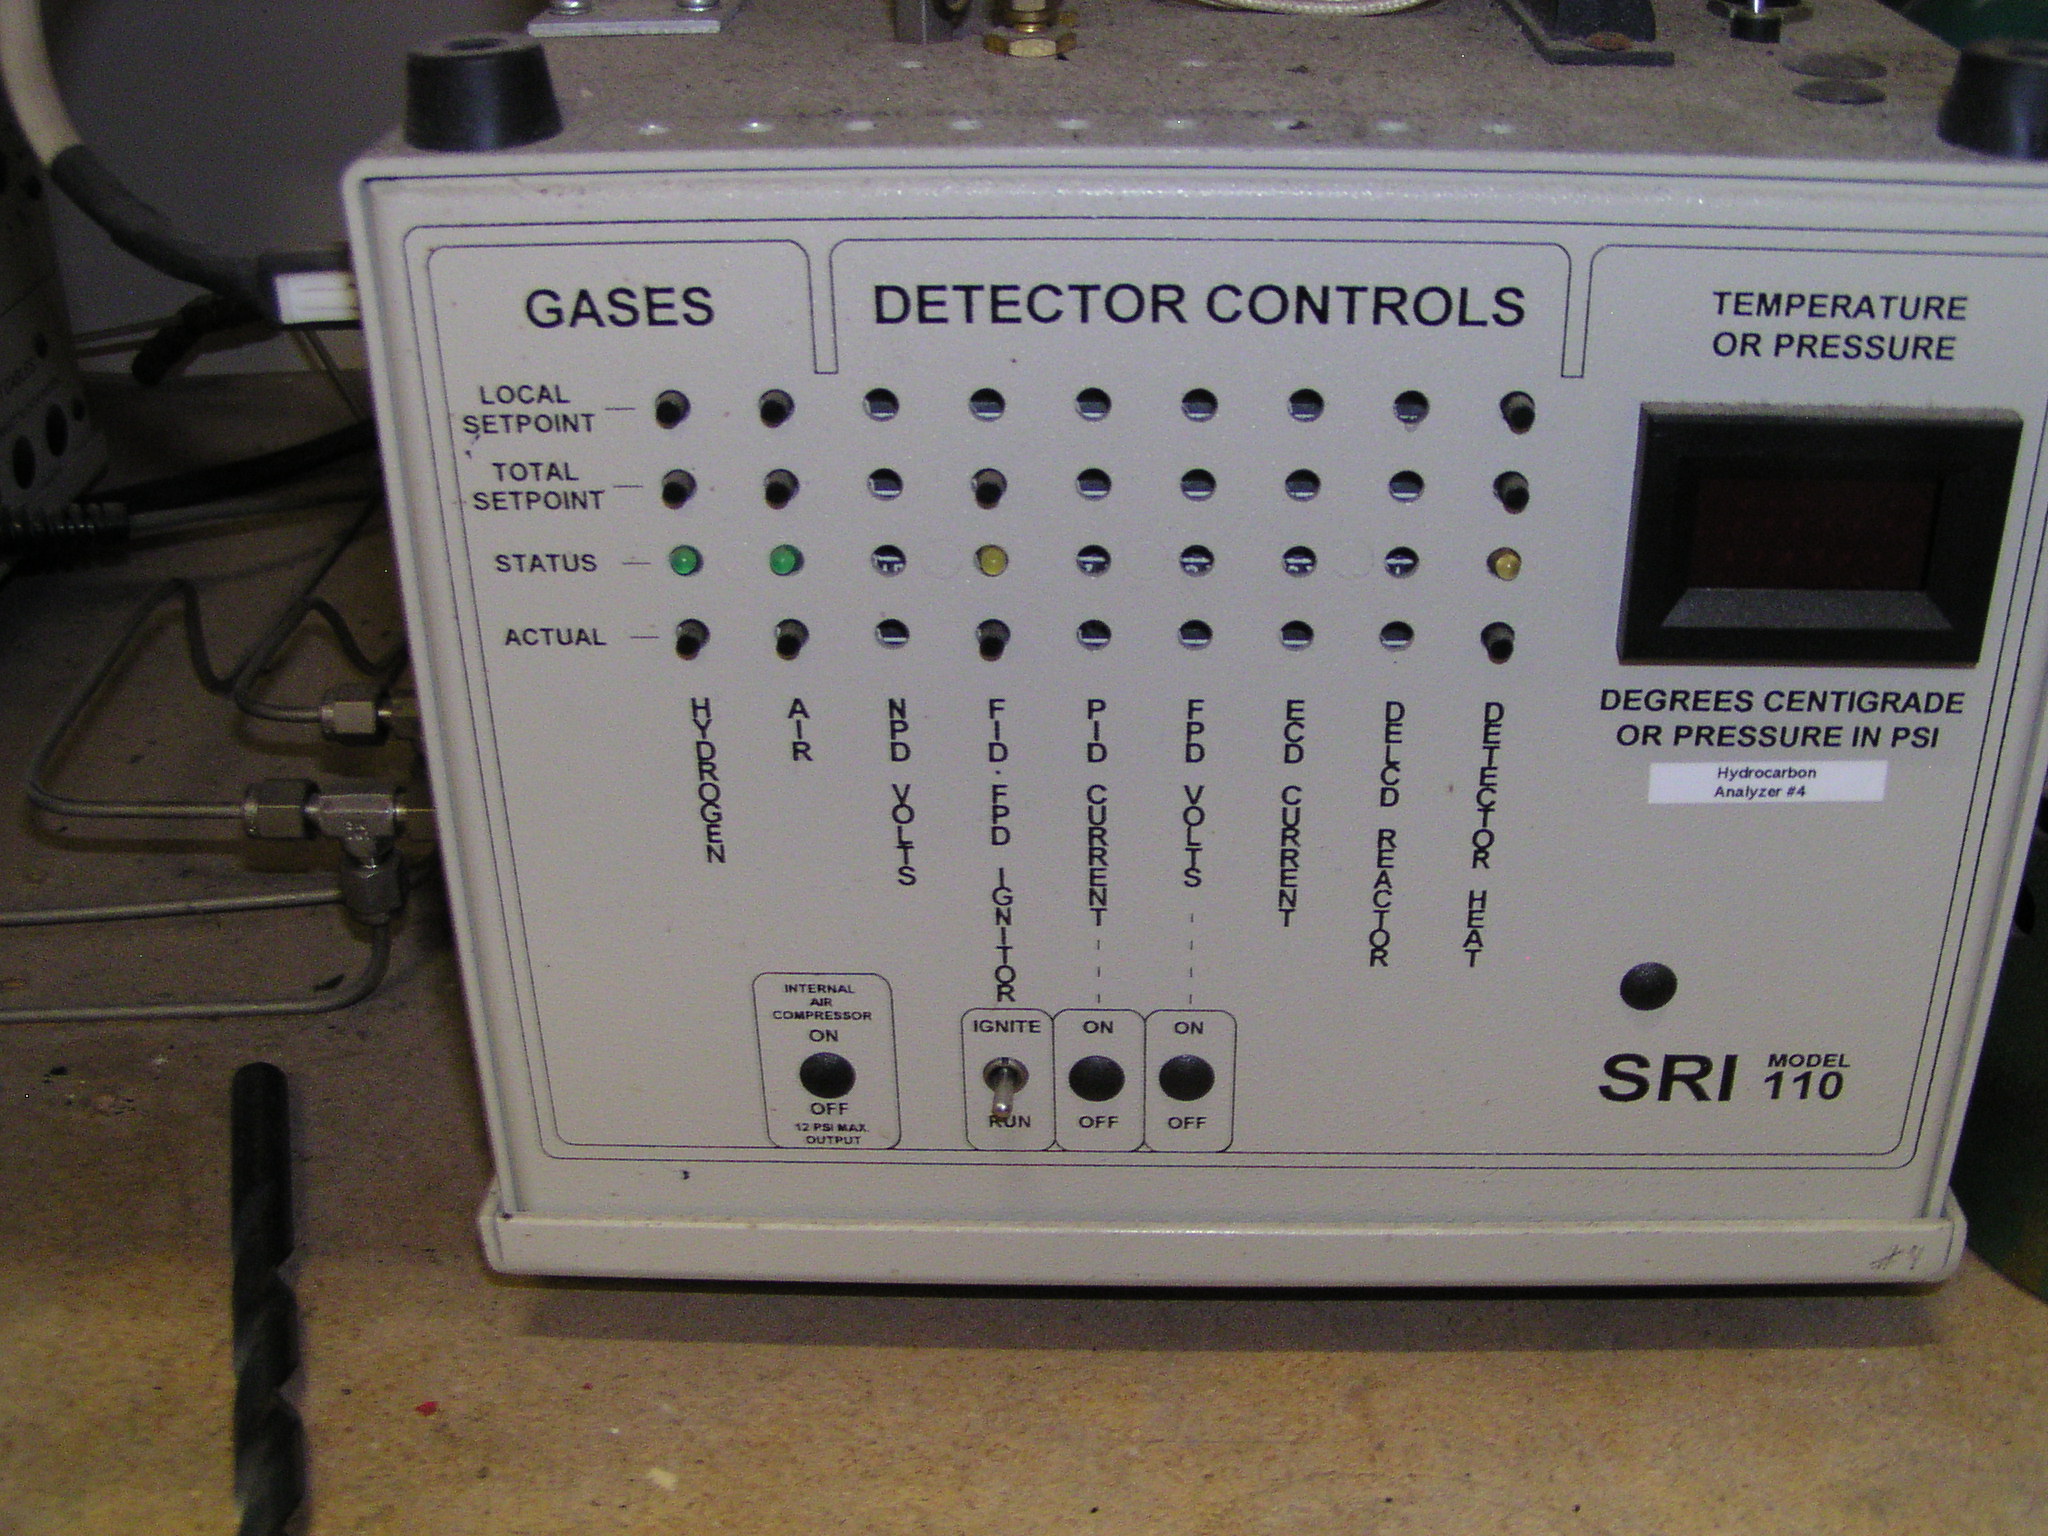 GASES
DETECTOR CONTROLS
TEMPERATURE
OR PRESSURE
LOCAL
SETPOINT
TOTAL
SETPOINT
STATUS
ACTUAL
HYDROGEN
AIR
NPD VOLTS
FID·FPD IGNITOR
PID CURRENT
FPD VOLTS
ECD CURRENT
DELCD REACTOR
DETECTOR HEAT
DEGREES CENTIGRADE
OR PRESSURE IN PSI
Hydrocarbon
Analyzer #4
INTERNAL
AIR
COMPRESSOR
ON
OFF
12 PSI MAX.
OUTPUT
IGNITE
RUN
ON
OFF
ON
OFF
SRI MODEL
110
#4